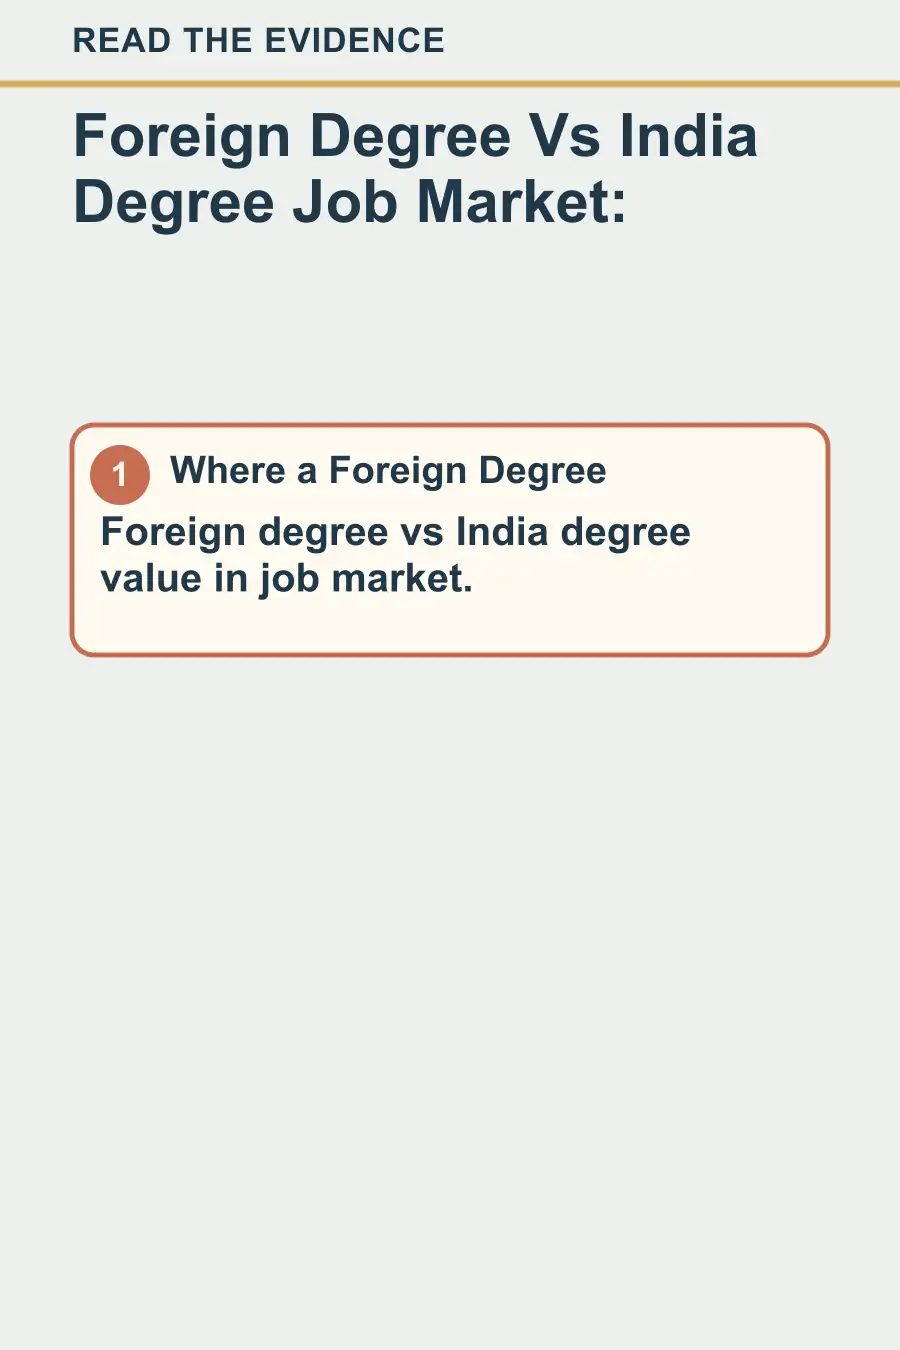 READ THE EVIDENCE
Foreign Degree Vs India
Degree Job Market:
1 Where a Foreign Degree
Foreign degree vs India degree
value in job market.